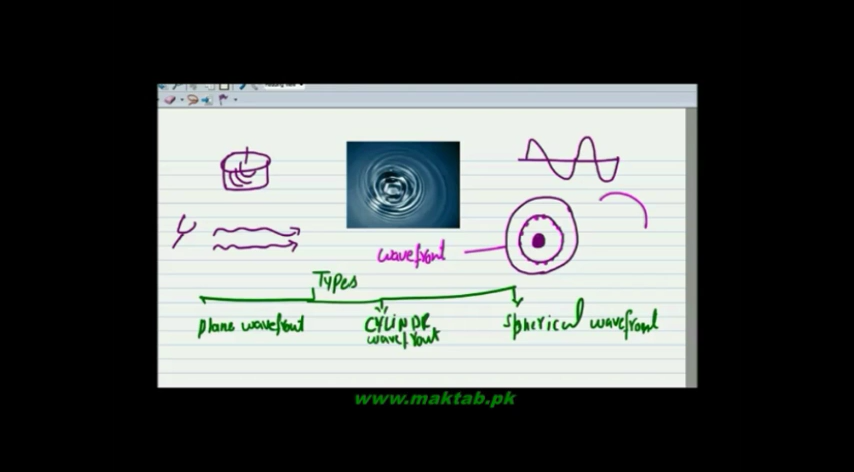 wavefront
Types
plane wavefront
CYLINDR
wavefront
Spherical wavefront
www.maktab.pk